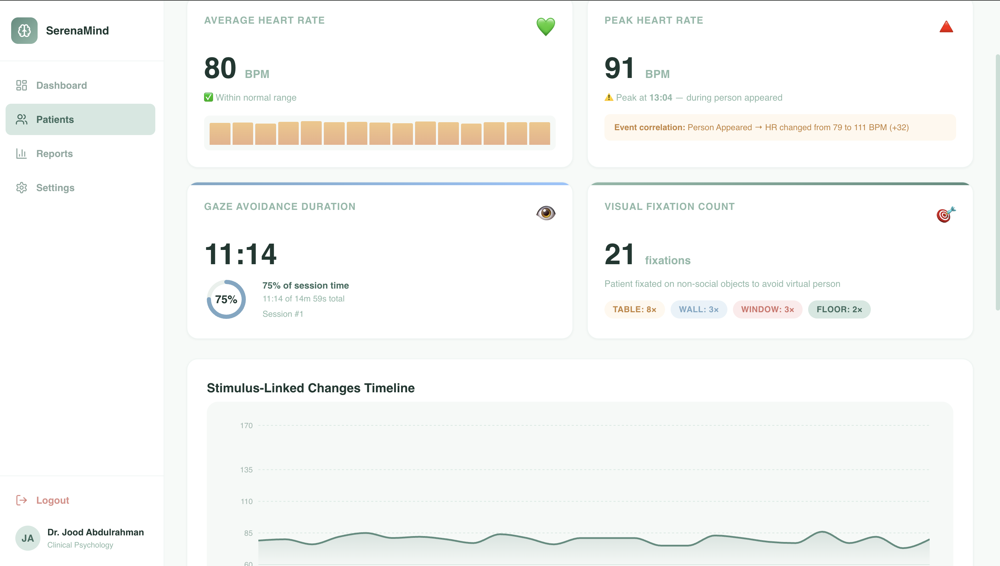 SerenaMind
Dashboard
Patients
Reports
Settings
Logout
JA
Dr. Jood Abdulrahman
Clinical Psychology
AVERAGE HEART RATE
80 BPM
✅ Within normal range
PEAK HEART RATE
91 BPM
⚠️ Peak at 13:04 — during person appeared
Event correlation: Person Appeared → HR changed from 79 to 111 BPM (+32)
GAZE AVOIDANCE DURATION
11:14
75%
75% of session time
11:14 of 14m 59s total
Session #1
VISUAL FIXATION COUNT
21 fixations
Patient fixated on non-social objects to avoid virtual person
TABLE: 8× WALL: 3× WINDOW: 3× FLOOR: 2×
Stimulus-Linked Changes Timeline
170
135
110
85
60